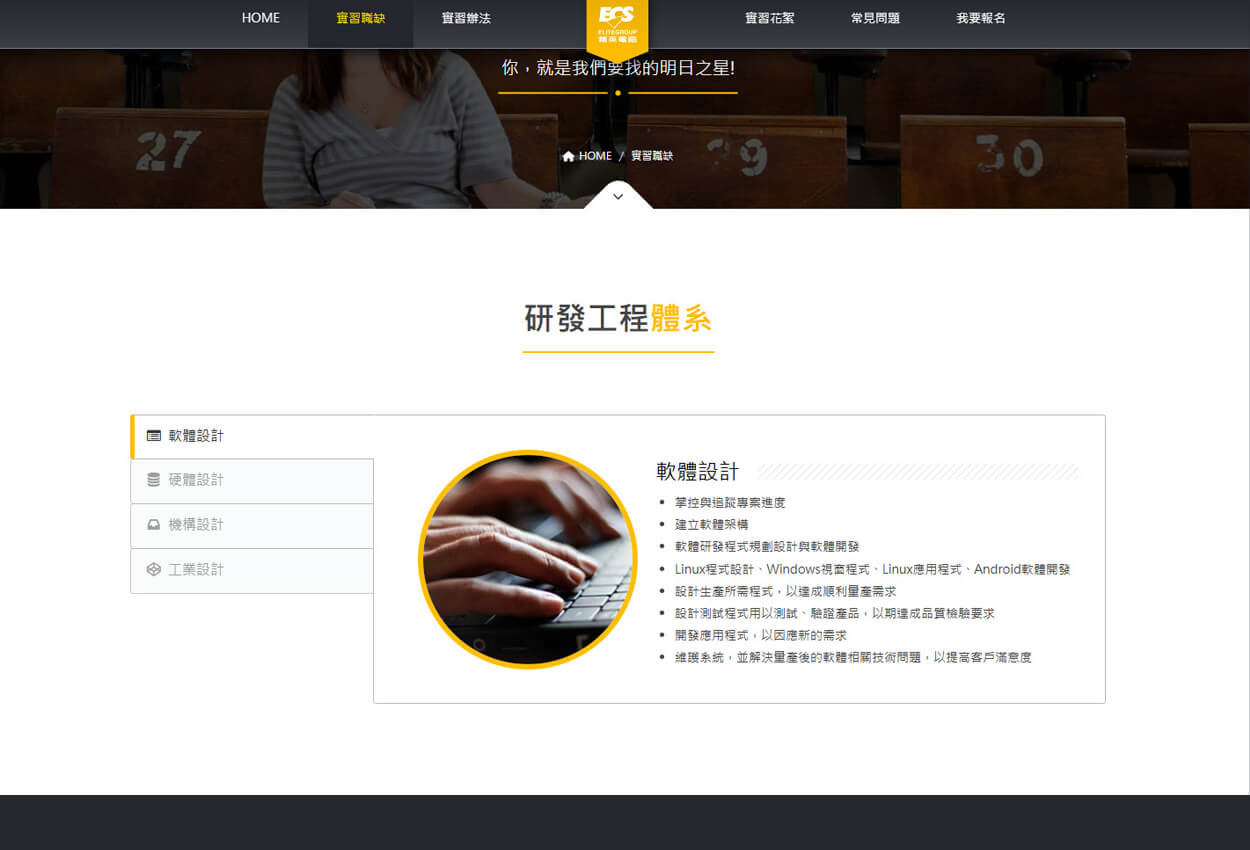 HOME
實習職缺
實習辦法
ECS
ELITEGROUP
精英電腦
實習花絮
常見問題
我要報名
你，就是我們要找的明日之星!
27
29
30
HOME / 實習職缺
研發工程體系
軟體設計
硬體設計
機構設計
工業設計
軟體設計
掌控與追蹤專案進度
建立軟體架構
軟體研發程式規劃設計與軟體開發
Linux程式設計、Windows視面程式、Linux應用程式、Android軟體開發
設計生產所需程式，以達成順利量產需求
設計測試程式用以測試、驗證產品，以期達成品質檢驗要求
開發應用程式，以因應新的需求
維護系統，並解決量產後的軟體相關技術問題，以提高客戶滿意度